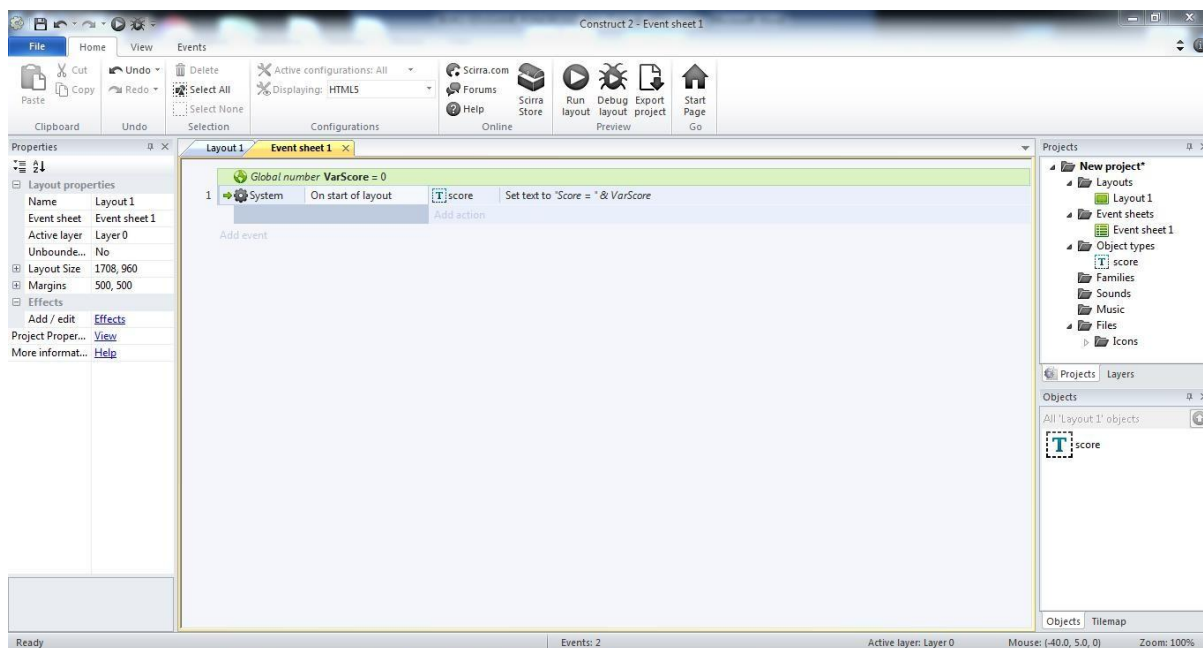 Construct 2 - Event sheet 1
File Home View Events
Cut
Copy
Paste
Clipboard
Undo
Redo
Undo
Delete
Select All
Select None
Selection
Active configurations: All
Displaying: HTML5
Configurations
Scirra.com
Forums
Help
Scirra Store
Online
Run layout
Debug layout
Export project
Preview
Start Page
Go
Properties
Layout properties
Name Layout 1
Event sheet Event sheet 1
Active layer Layer 0
Unbounde... No
Layout Size 1708, 960
Margins 500, 500
Effects
Add / edit Effects
Project Proper... View
More informat... Help
Layout 1 Event sheet 1
Global number VarScore = 0
1 System On start of layout T score Set text to "Score = " & VarScore
Add action
Add event
Projects
New project*
Layouts
Layout 1
Event sheets
Event sheet 1
Object types
T score
Families
Sounds
Music
Files
Icons
Projects Layers
Objects
All 'Layout 1' objects
T score
Objects Tilemap
Ready Events: 2 Active layer: Layer 0 Mouse: (-40.0, 5.0, 0) Zoom: 100%